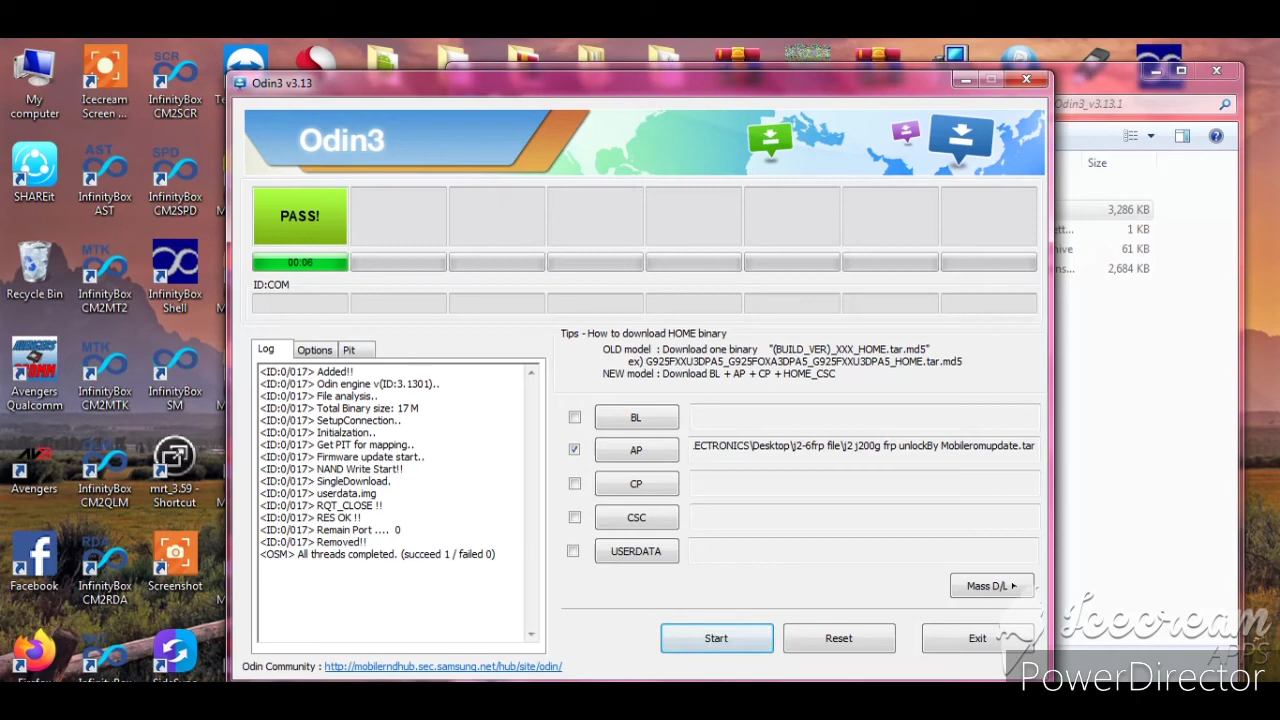 My computer
Icecream Screen ...
SCR
InfinityBox CM2SCR
SHAREit
AST
InfinityBox AST
SPD
InfinityBox CM2SPD
Recycle Bin
MTK
InfinityBox CM2MT2
InfinityBox Shell
Avengers Qualcomm
InfinityBox CM2MTK
InfinityBox SM
Avengers
InfinityBox CM2QLM
mrt_3.59 - Shortcut
Facebook
InfinityBox CM2RDA
Screenshot
Odin3 v3.13
Odin3
PASS!
00:06
ID:COM
Log
Options
Pit
<ID:0/017> Added!!
<ID:0/017> Odin engine v(ID:3.1301)..
<ID:0/017> File analysis..
<ID:0/017> Total Binary size: 17 M
<ID:0/017> SetupConnection..
<ID:0/017> Initialzation..
<ID:0/017> Get PIT for mapping..
<ID:0/017> Firmware update start..
<ID:0/017> NAND Write Start!!
<ID:0/017> SingleDownload.
<ID:0/017> userdata.img
<ID:0/017> RQT_CLOSE !!
<ID:0/017> RES OK !!
<ID:0/017> Remain Port .... 0
<ID:0/017> Removed!!
<OSM> All threads completed. (succeed 1 / failed 0)
Tips - How to download HOME binary
OLD model : Download one binary "(BUILD_VER)_XXX_HOME.tar.md5"
ex) G925FXXU3DPA5_G925FOXA3DPA5_G925FXXU3DPA5_HOME.tar.md5
NEW model : Download BL + AP + CP + HOME_CSC
BL
AP
ECTRONICS\Desktop\j2-6frp file\j2 j200g frp unlockBy Mobileromupdate.tar
CP
CSC
USERDATA
Mass D/L
Start
Reset
Exit
Odin Community : http://mobilerndhub.sec.samsung.net/hub/site/odin/
Odin3_v3.13.1
Size
3,286 KB
1 KB
61 KB
2,684 KB
Icecream
APPS
PowerDirector